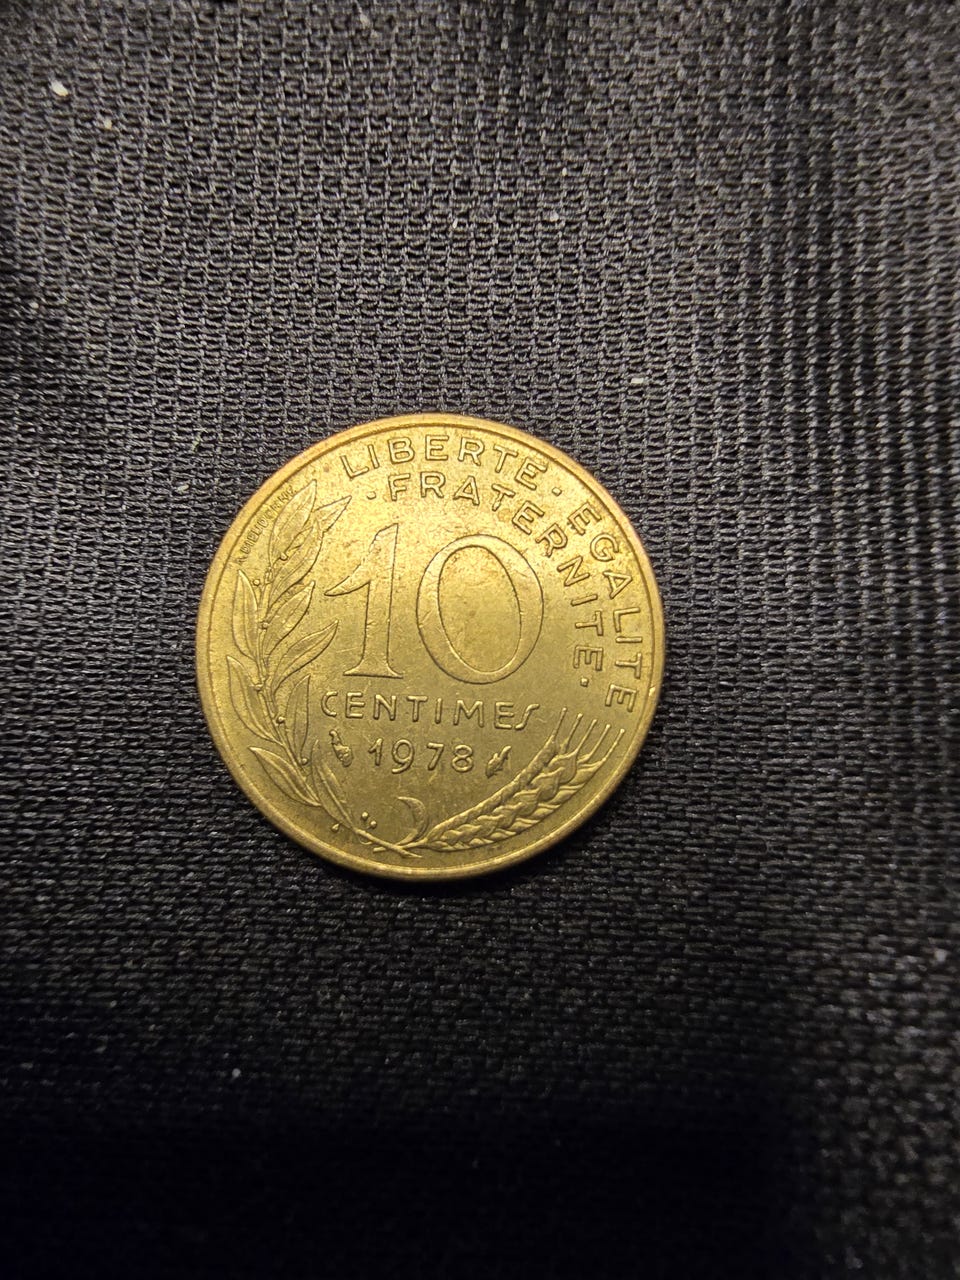 LIBERTE · EGALITE
· FRATERNITE ·
10
CENTIMES
1978